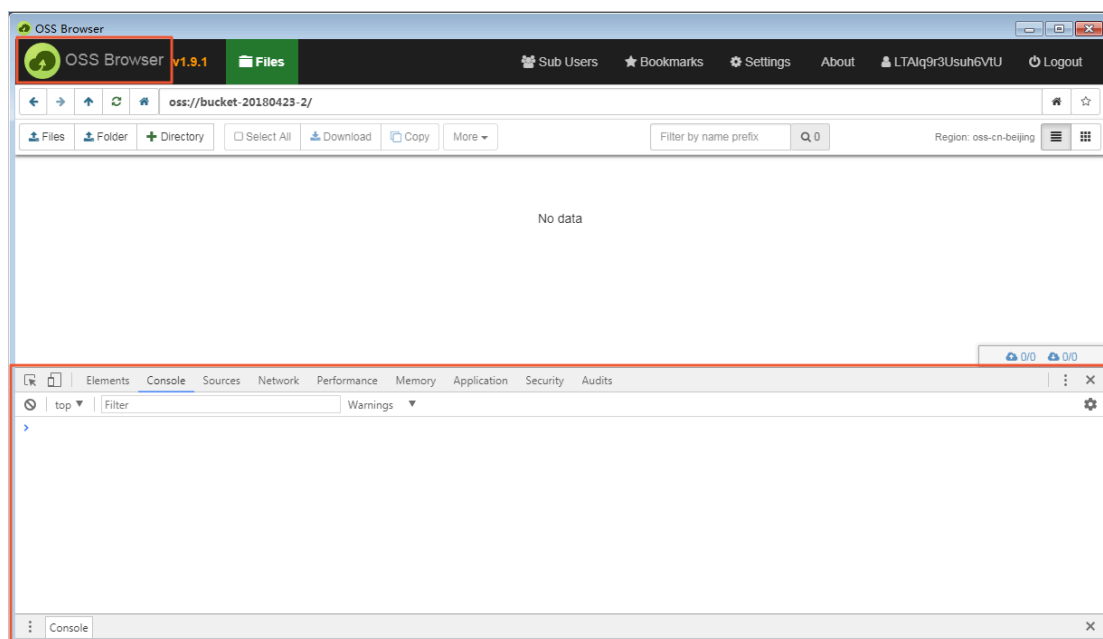 OSS Browser
OSS Browser v1.9.1 Files Sub Users Bookmarks Settings About LTAIq9r3Usuh6VtU Logout
oss://bucket-20180423-2/
Files Folder Directory Select All Download Copy More Filter by name prefix 0 Region: oss-cn-beijing
No data
0/0 0/0
Elements Console Sources Network Performance Memory Application Security Audits
top Filter Warnings
>
Console